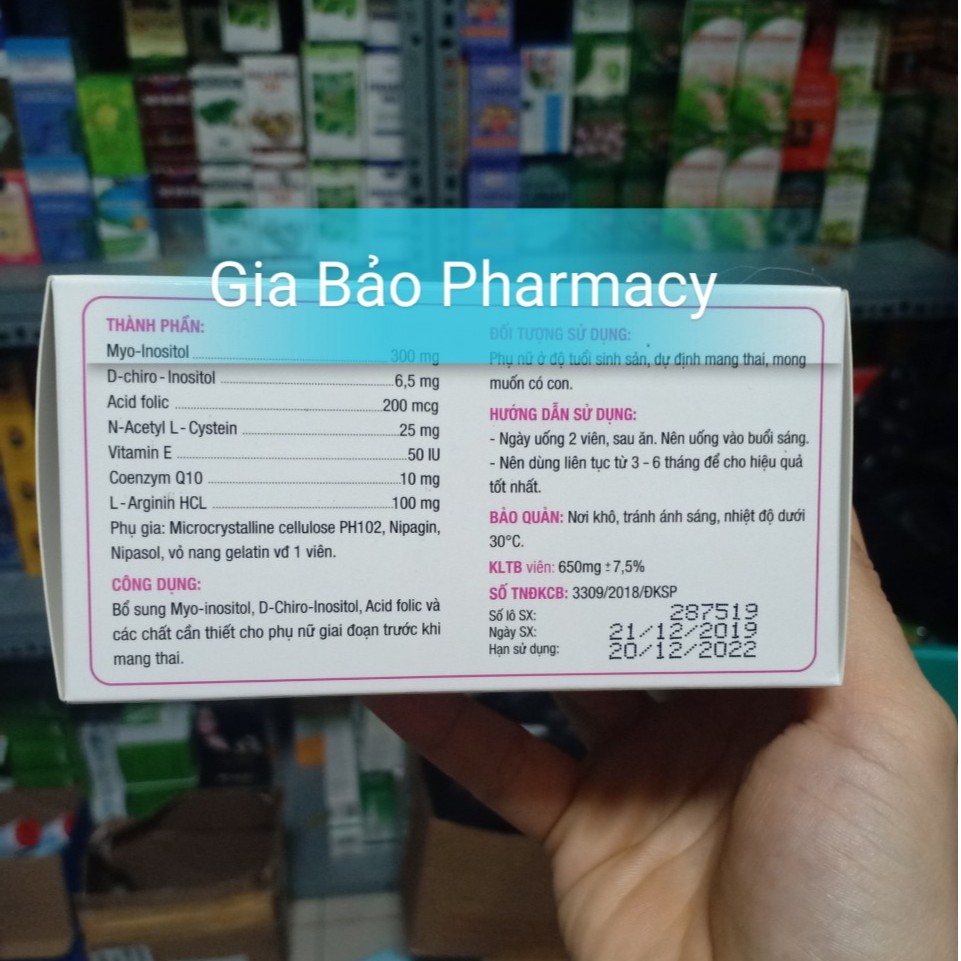 Gia Bảo Pharmacy
THÀNH PHẦN:
Myo-Inositol 300 mg
D-chiro - Inositol 6,5 mg
Acid folic 200 mcg
N-Acetyl L - Cystein 25 mg
Vitamin E 50 IU
Coenzym Q10 10 mg
L - Arginin HCL 100 mg
Phụ gia: Microcrystalline cellulose PH102, Nipagin,
Nipasol, vỏ nang gelatin vđ 1 viên.
CÔNG DỤNG:
Bổ sung Myo-inositol, D-Chiro-Inositol, Acid folic và
các chất cần thiết cho phụ nữ giai đoạn trước khi
mang thai.
ĐỐI TƯỢNG SỬ DỤNG:
Phụ nữ ở độ tuổi sinh sản, dự định mang thai, mong
muốn có con.
HƯỚNG DẪN SỬ DỤNG:
- Ngày uống 2 viên, sau ăn. Nên uống vào buổi sáng.
- Nên dùng liên tục từ 3 - 6 tháng để cho hiệu quả
tốt nhất.
BẢO QUẢN: Nơi khô, tránh ánh sáng, nhiệt độ dưới
30°C.
KLTB viên: 650mg ± 7,5%
SỐ TNĐKCB: 3309/2018/ĐKSP
Số lô SX: 287519
Ngày SX: 21/12/2019
Hạn sử dụng: 20/12/2022